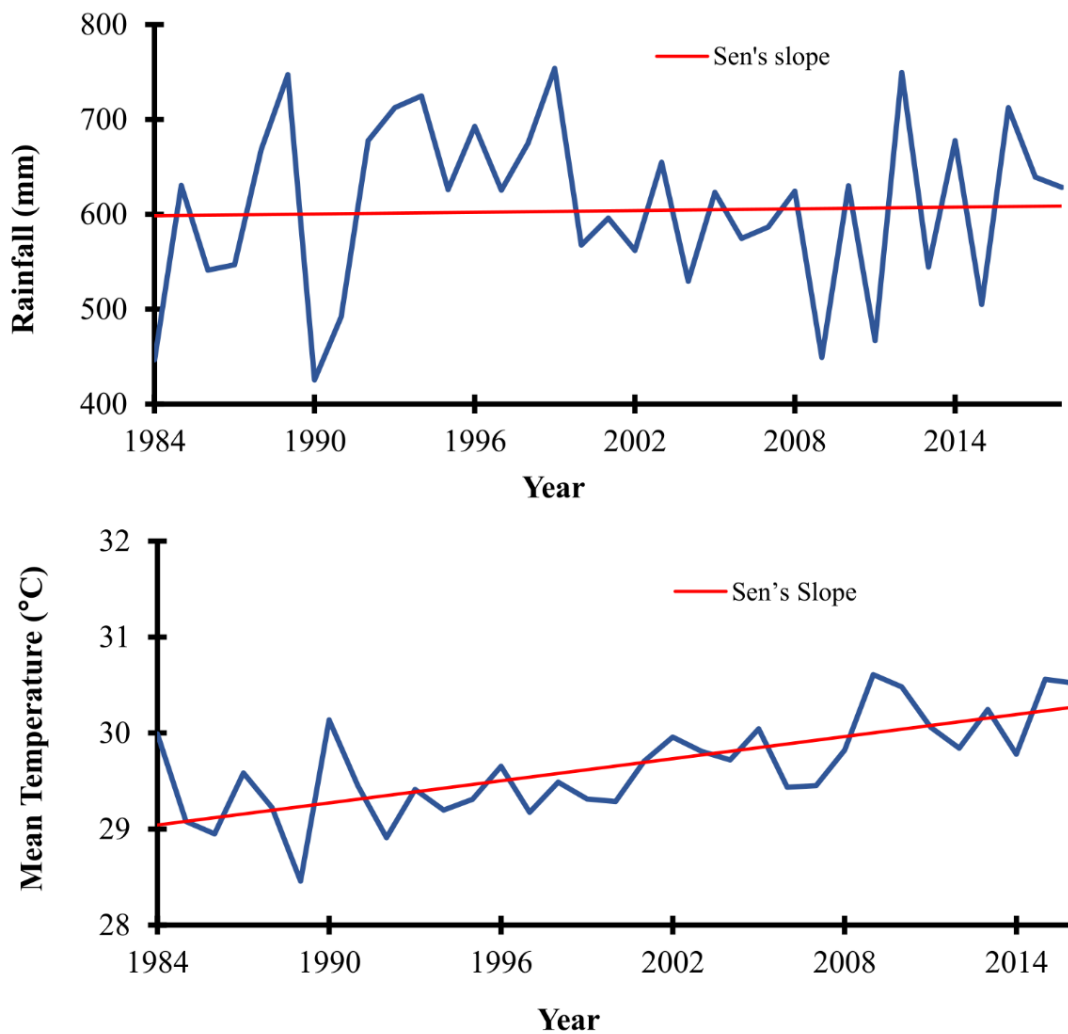 800
Sen's slope
700
600
500
400
Rainfall (mm)
1984 1990 1996 2002 2008 2014
Year
32
Sen’s Slope
31
30
29
28
Mean Temperature (°C)
1984 1990 1996 2002 2008 2014
Year